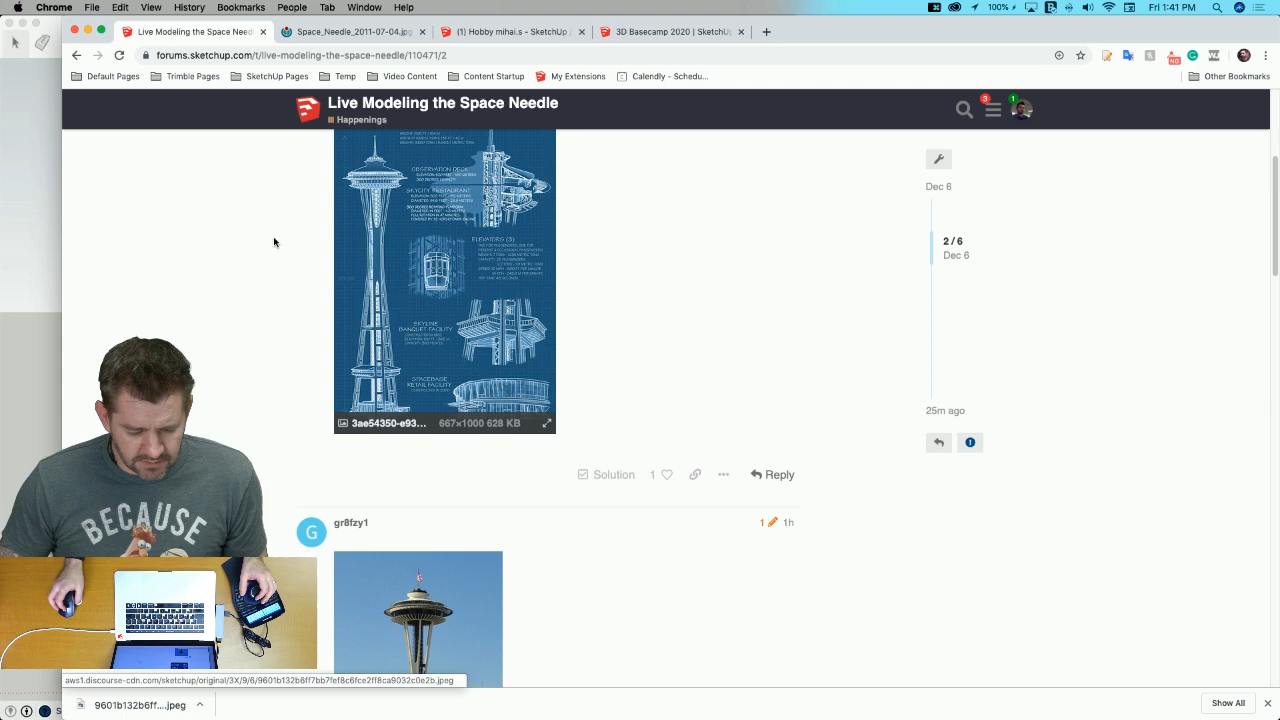 Chrome File Edit View History Bookmarks People Tab Window Help
100% Fri 1:41 PM
Live Modeling the Space Need
Space_Needle_2011-07-04.jpg
(1) Hobby mihai.s - SketchUp
3D Basecamp 2020 | SketchU
forums.sketchup.com/t/live-modeling-the-space-needle/110471/2
Default Pages Trimble Pages SketchUp Pages Temp Video Content Content Startup My Extensions Calendly - Schedu... Other Bookmarks
Live Modeling the Space Needle
Happenings
3
1
OBSERVATION DECK
SKYCITY RESTAURANT
ELEVATORS (3)
SKYLINE
BANQUET FACILITY
SPACEBASE
RETAIL FACILITY
3ae54350-e93... 667×1000 628 KB
Dec 6
2 / 6
Dec 6
25m ago
Solution 1 ... Reply
G gr8fzy1 1 1h
BECAUSE
aws1.discourse-cdn.com/sketchup/original/3X/9/6/9601b132b6ff7bb7fef8c6fce2ff8ca9032c0e2b.jpeg
9601b132b6ff....jpeg
Show All